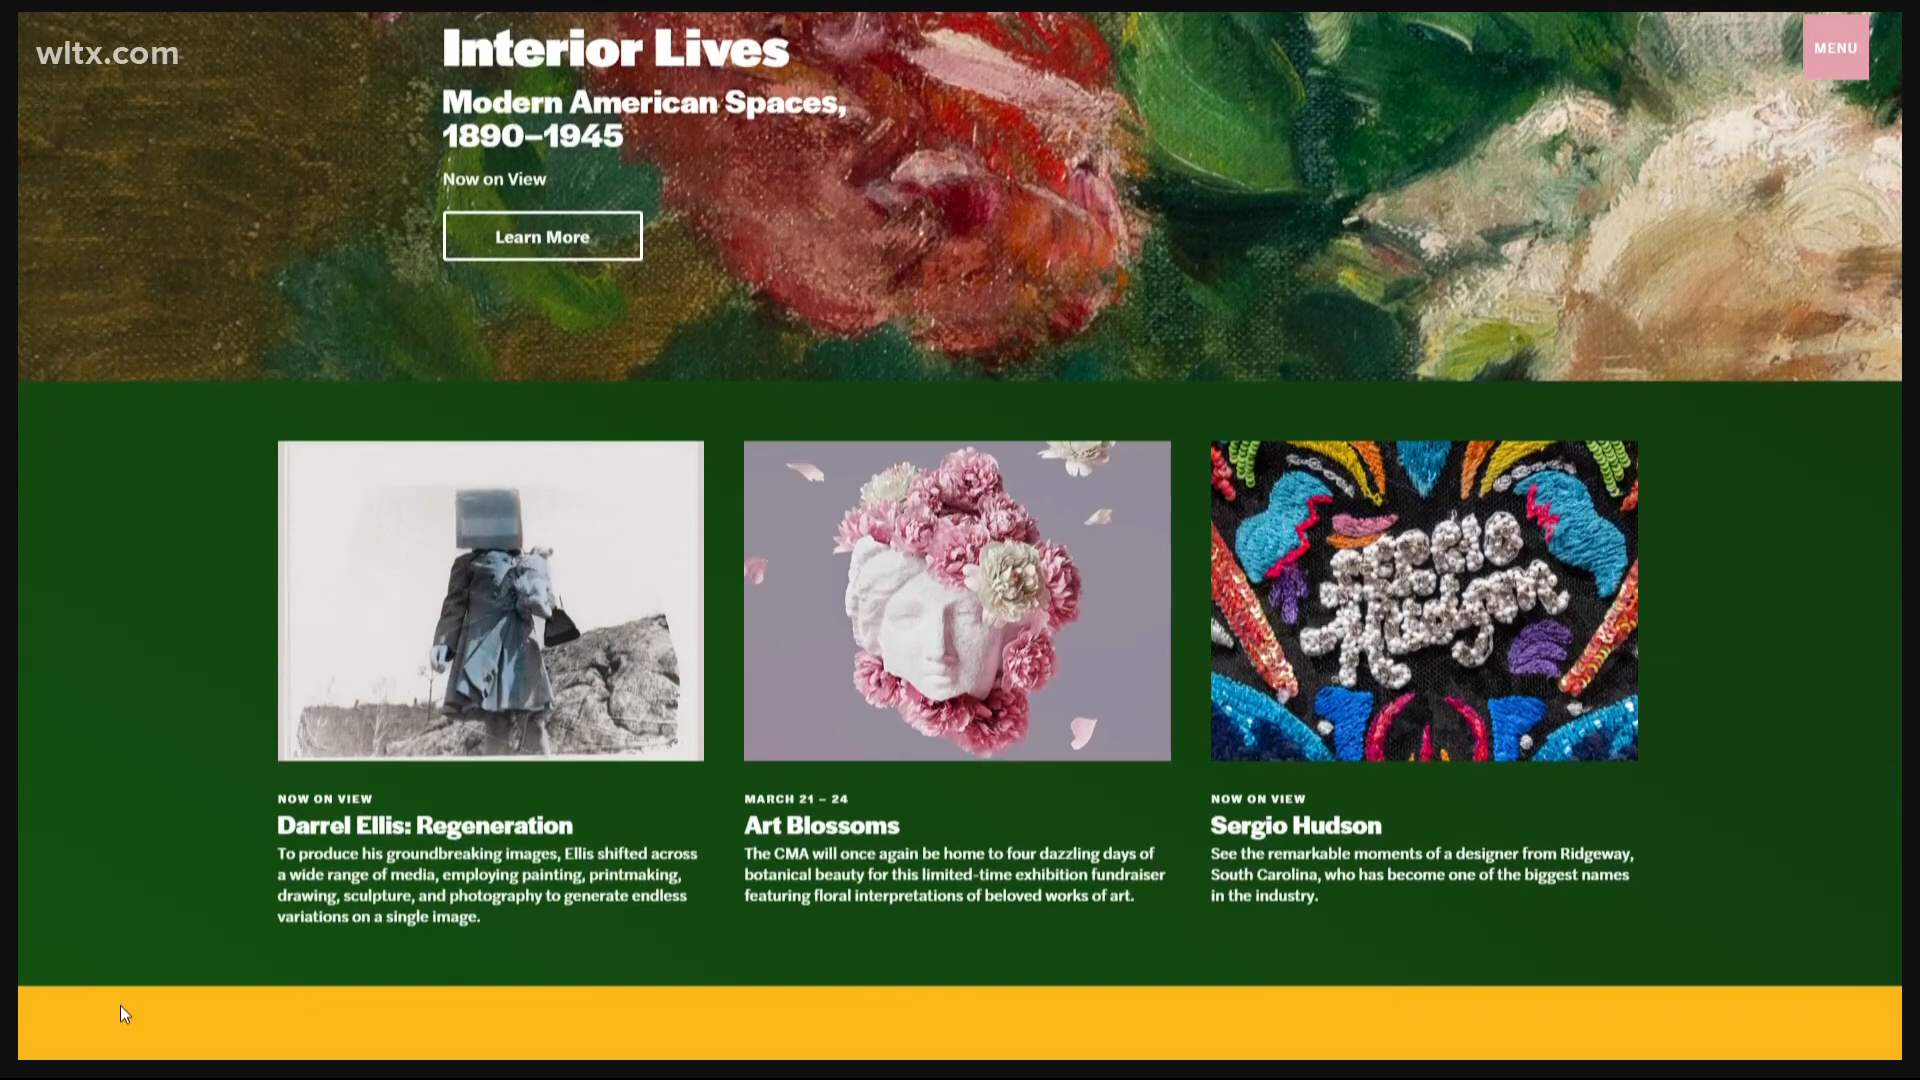 wltx.com
MENU
Interior Lives
Modern American Spaces,
1890–1945
Now on View
Learn More
NOW ON VIEW
Darrel Ellis: Regeneration
To produce his groundbreaking images, Ellis shifted across
a wide range of media, employing painting, printmaking,
drawing, sculpture, and photography to generate endless
variations on a single image.
MARCH 21 – 24
Art Blossoms
The CMA will once again be home to four dazzling days of
botanical beauty for this limited-time exhibition fundraiser
featuring floral interpretations of beloved works of art.
Sergio
Hudson
NOW ON VIEW
Sergio Hudson
See the remarkable moments of a designer from Ridgeway,
South Carolina, who has become one of the biggest names
in the industry.